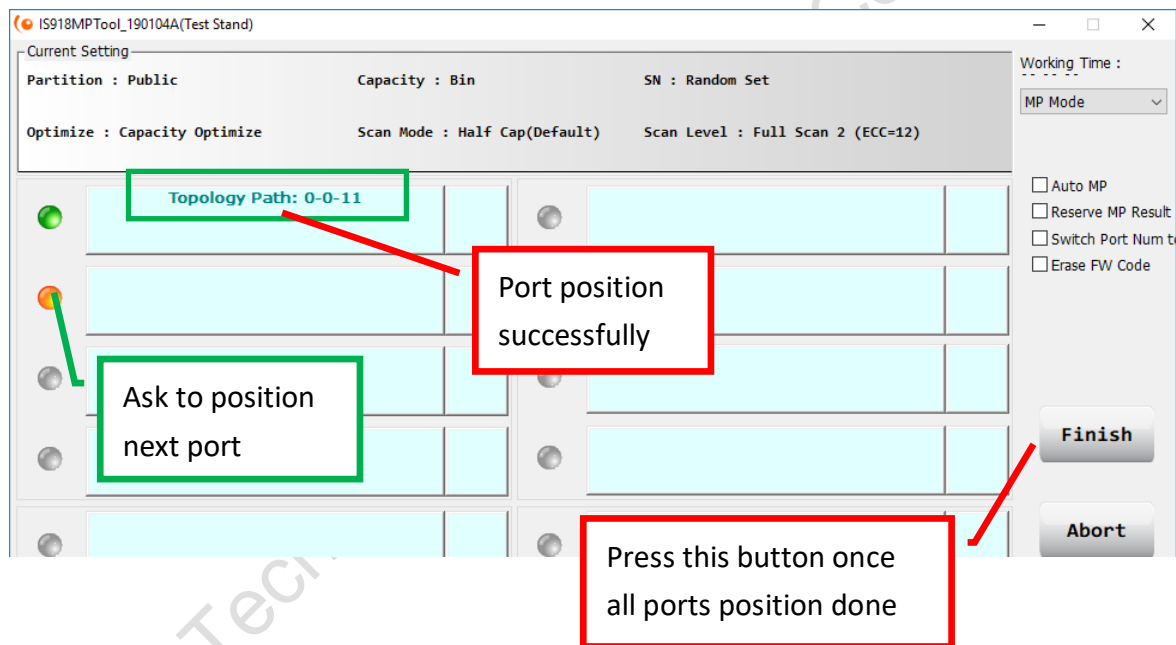 IS918MPTool_190104A(Test Stand)
Current Setting
Partition : Public
Capacity : Bin
SN : Random Set
Optimize : Capacity Optimize
Scan Mode : Half Cap(Default)
Scan Level : Full Scan 2 (ECC=12)
Working Time :
-- -- --
MP Mode
Auto MP
Reserve MP Result
Switch Port Num
Erase FW Code
Topology Path: 0-0-11
Port position
successfully
Ask to position
next port
Finish
Abort
Press this button once
all ports position done